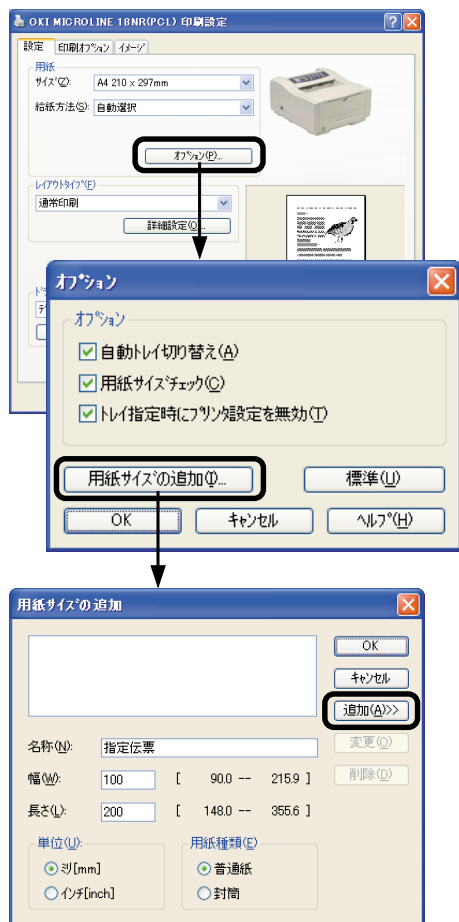 OKI MICROLINE 18NR(PCL) 印刷設定
設定 印刷オプション イメージ
用紙
サイズ(Z): A4 210 x 297mm
給紙方法(S): 自動選択
オプション(P)...
レイアウトタイプ(F)
通常印刷
詳細設定(O)...
オプション
オプション
自動トレイ切り替え(A)
用紙サイズチェック(C)
トレイ指定時にプリンタ設定を無効(T)
用紙サイズの追加(I)...
標準(U)
OK
キャンセル
ヘルプ(H)
用紙サイズの追加
OK
キャンセル
追加(A)>>
名称(N): 指定伝票
変更(O)
幅(W): 100 [ 90.0 -- 215.9 ]
削除(D)
長さ(L): 200 [ 148.0 -- 355.6 ]
単位(U): 用紙種類(E)
ミリ[mm] 普通紙
インチ[inch] 封筒